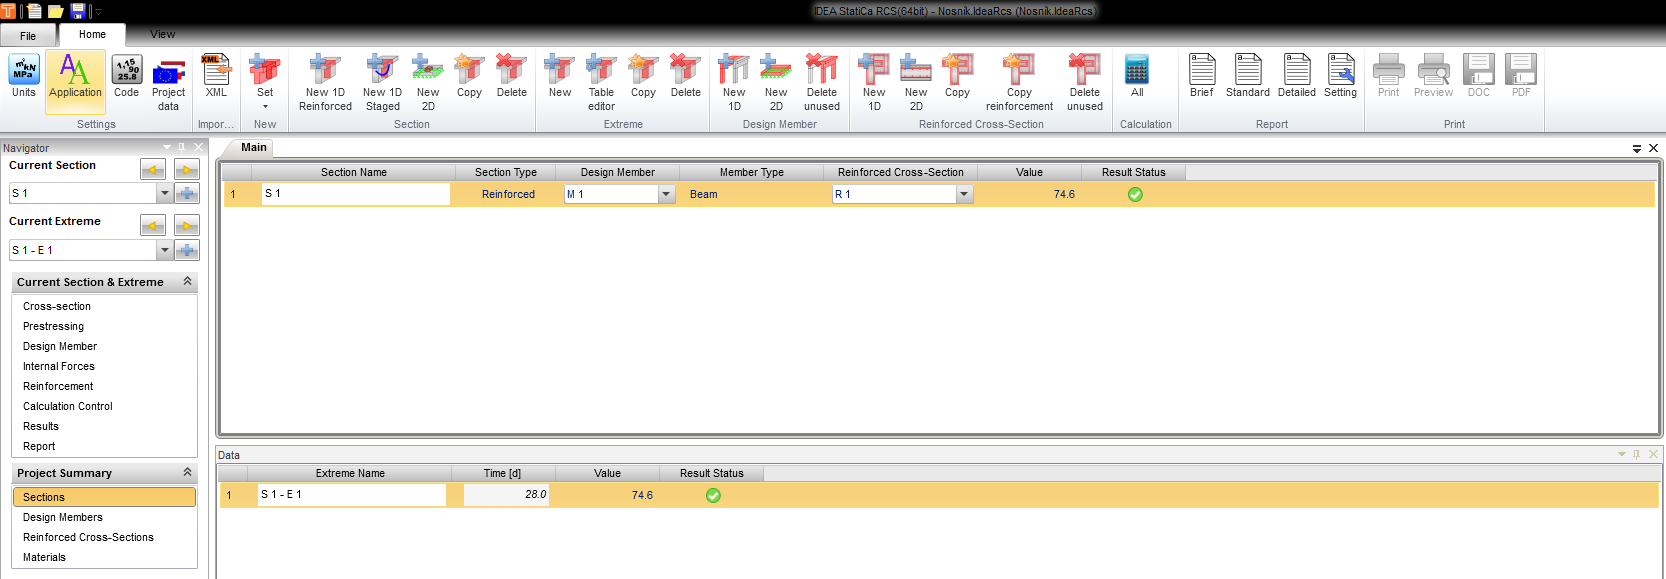 IDEA StatiCa RCS(64bit) - Nosnik.IdeaRcs (Nosnik.IdeaRcs)
File Home View
Units Application Code Project data XML Set New 1D Reinforced New 1D Staged New 2D Copy Delete New Table editor Copy Delete New 1D New 2D Delete unused New 1D New 2D Copy Copy reinforcement Delete unused All Brief Standard Detailed Setting Print Preview DOC PDF
Settings Impor... New Section Extreme Design Member Reinforced Cross-Section Calculation Report Print
Navigator
Current Section
S 1
Current Extreme
S 1 - E 1
Current Section & Extreme
Cross-section
Prestressing
Design Member
Internal Forces
Reinforcement
Calculation Control
Results
Report
Project Summary
Sections
Design Members
Reinforced Cross-Sections
Materials
Main
Section Name Section Type Design Member Member Type Reinforced Cross-Section Value Result Status
1 S 1 Reinforced M 1 Beam R 1 74.6
Data
Extreme Name Time [d] Value Result Status
1 S 1 - E 1 28.0 74.6